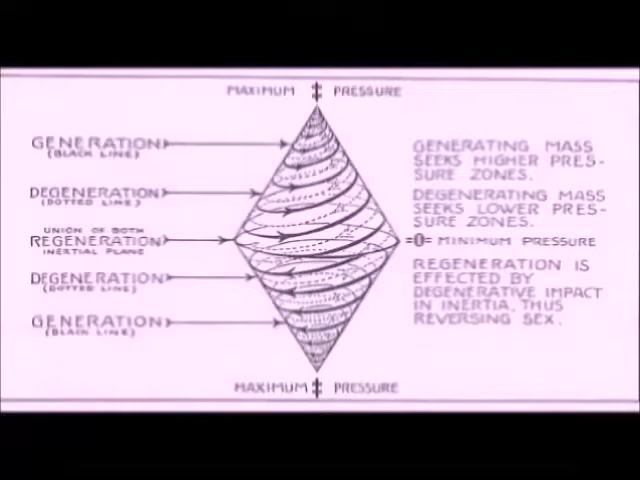 MAXIMUM ‡ PRESSURE
GENERATION
(BLACK LINE)
DEGENERATION
(DOTTED LINE)
UNION OF BOTH
REGENERATION
INERTIAL PLANE
DEGENERATION
(DOTTED LINE)
GENERATION
(BLACK LINE)
GENERATING MASS
SEEKS HIGHER PRES-
SURE ZONES.
DEGENERATING MASS
SEEKS LOWER PRES-
SURE ZONES.
=0= MINIMUM PRESSURE
REGENERATION IS
EFFECTED BY
DEGENERATIVE IMPACT
IN INERTIA, THUS
REVERSING SEX.
MAXIMUM ‡ PRESSURE